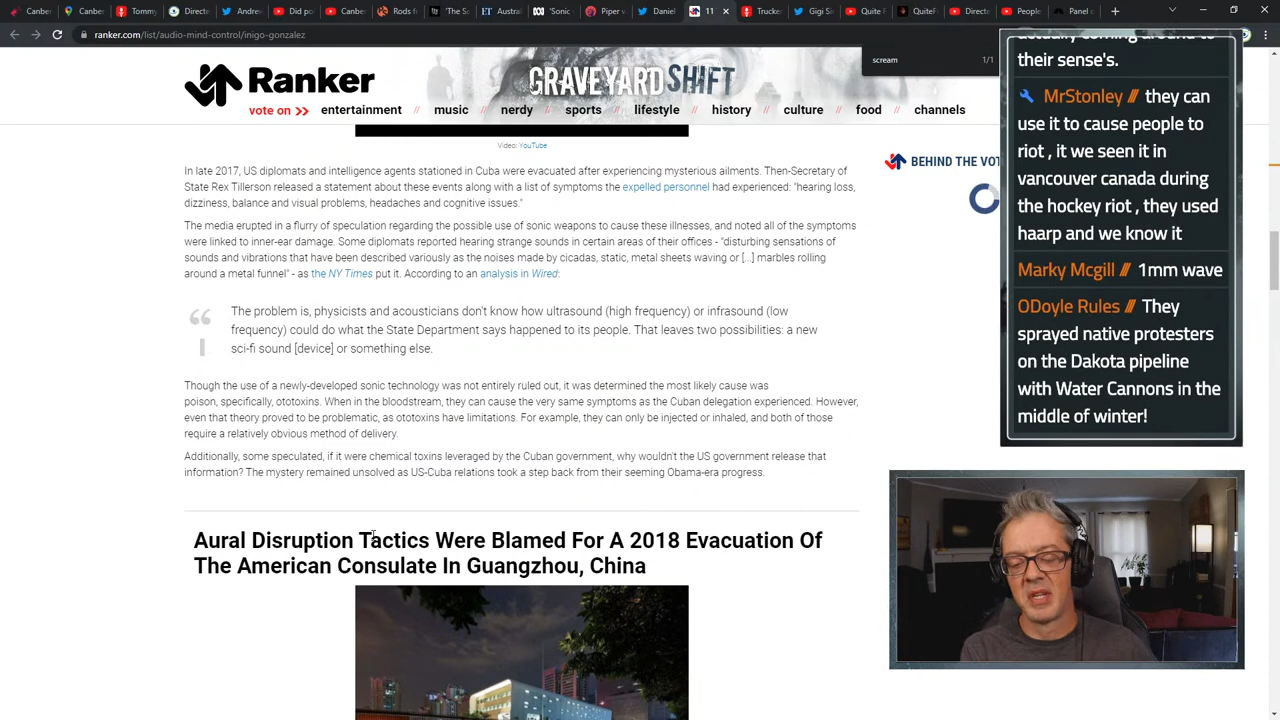 Canber
Canber
Tommy
Directe
Aurea
Did po
Canbe
Rods fr
'The Sc
Austral
'Sonic
Piper v
Daniel
11
Trucke
Gigi Se
Quite F
QuiteF
Directe
People
Panel c
ranker.com/list/audio-mind-control/inigo-gonzalez
scream 1/1
Ranker
GRAVEYARD SHIFT
vote on >> entertainment // music // nerdy // sports // lifestyle // history // culture // food // channels
Video: YouTube
In late 2017, US diplomats and intelligence agents stationed in Cuba were evacuated after experiencing mysterious ailments. Then-Secretary of
State Rex Tillerson released a statement about these events along with a list of symptoms the expelled personnel had experienced: "hearing loss,
dizziness, balance and visual problems, headaches and cognitive issues."
The media erupted in a flurry of speculation regarding the possible use of sonic weapons to cause these illnesses, and noted all of the symptoms
were linked to inner-ear damage. Some diplomats reported hearing strange sounds in certain areas of their offices - "disturbing sensations of
sounds and vibrations that have been described variously as the noises made by cicadas, static, metal sheets waving or [...] marbles rolling
around a metal funnel" - as the NY Times put it. According to an analysis in Wired:
The problem is, physicists and acousticians don't know how ultrasound (high frequency) or infrasound (low
frequency) could do what the State Department says happened to its people. That leaves two possibilities: a new
sci-fi sound [device] or something else.
Though the use of a newly-developed sonic technology was not entirely ruled out, it was determined the most likely cause was
poison, specifically, ototoxins. When in the bloodstream, they can cause the very same symptoms as the Cuban delegation experienced. However,
even that theory proved to be problematic, as ototoxins have limitations. For example, they can only be injected or inhaled, and both of those
require a relatively obvious method of delivery.
Additionally, some speculated, if it were chemical toxins leveraged by the Cuban government, why wouldn't the US government release that
information? The mystery remained unsolved as US-Cuba relations took a step back from their seeming Obama-era progress.
Aural Disruption Tactics Were Blamed For A 2018 Evacuation Of
The American Consulate In Guangzhou, China
BEHIND THE VOT
actually coming around to
their sense's.
MrStonley /// they can
use it to cause people to
riot , it we seen it in
vancouver canada during
the hockey riot , they used
haarp and we know it
Marky Mcgill /// 1mm wave
ODoyle Rules /// They
sprayed native protesters
on the Dakota pipeline
with Water Cannons in the
middle of winter!